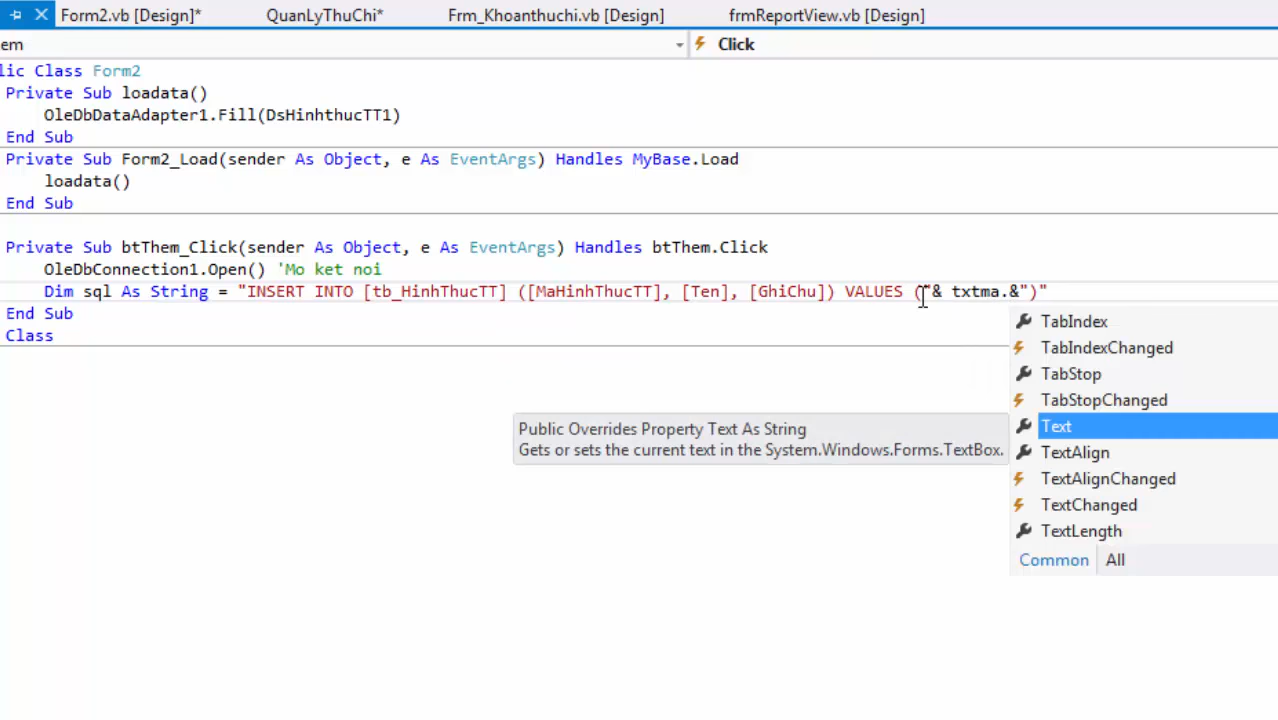 Form2.vb [Design]* QuanLyThuChi* Frm_Khoanthuchi.vb [Design] frmReportView.vb [Design]
em Click
lic Class Form2
Private Sub loadata()
OleDbDataAdapter1.Fill(DsHinhthucTT1)
End Sub
Private Sub Form2_Load(sender As Object, e As EventArgs) Handles MyBase.Load
loadata()
End Sub
Private Sub btThem_Click(sender As Object, e As EventArgs) Handles btThem.Click
OleDbConnection1.Open() 'Mo ket noi
Dim sql As String = "INSERT INTO [tb_HinhThucTT] ([MaHinhThucTT], [Ten], [GhiChu]) VALUES ("& txtma.&")"
End Sub
Class
TabIndex
TabIndexChanged
TabStop
TabStopChanged
Text
TextAlign
TextAlignChanged
TextChanged
TextLength
Common All
Public Overrides Property Text As String
Gets or sets the current text in the System.Windows.Forms.TextBox.